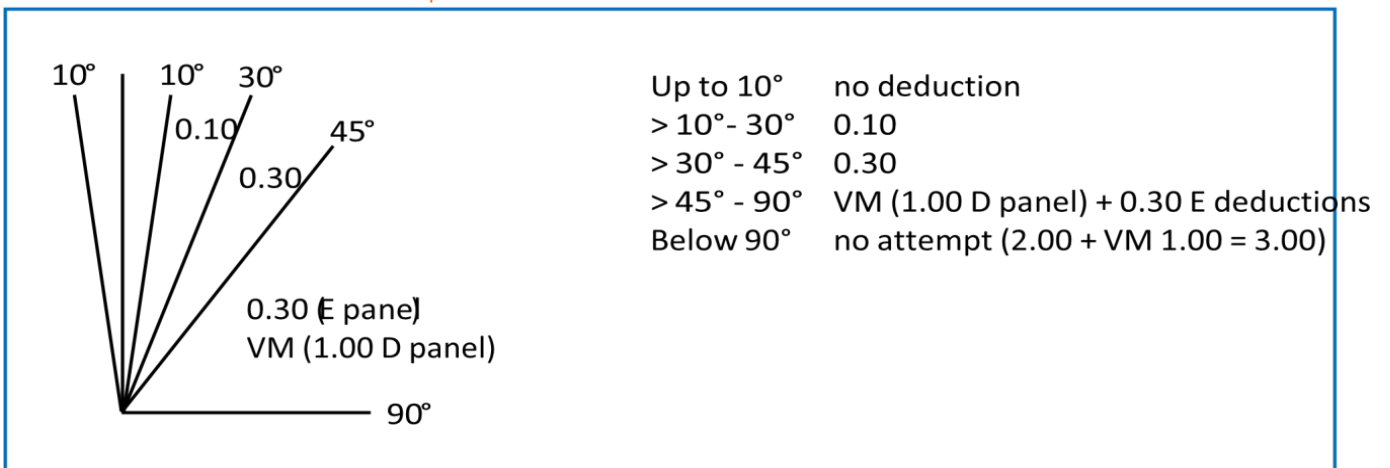 10° 10° 30°
0.10 45°
0.30
0.30 (E panel)
VM (1.00 D panel)
90°
Up to 10° no deduction
> 10°- 30° 0.10
> 30° - 45° 0.30
> 45° - 90° VM (1.00 D panel) + 0.30 E deductions
Below 90° no attempt (2.00 + VM 1.00 = 3.00)